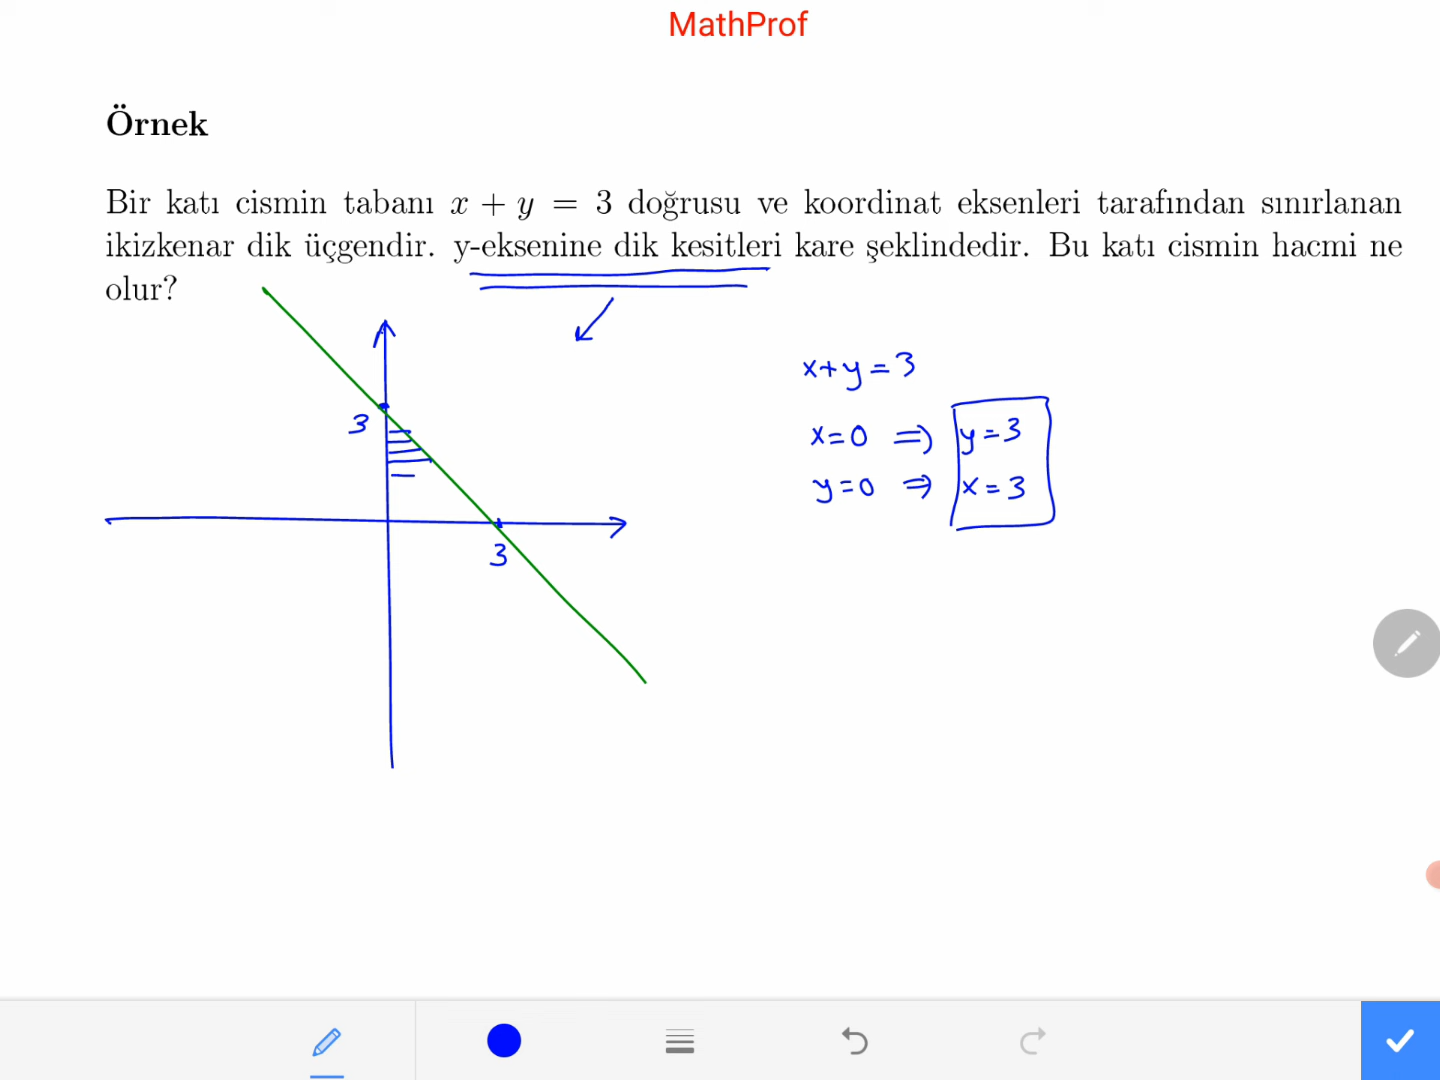 MathProf
Örnek
Bir katı cismin tabanı x + y = 3 doğrusu ve koordinat eksenleri tarafından sınırlanan
ikizkenar dik üçgendir. y-eksenine dik kesitleri kare şeklindedir. Bu katı cismin hacmi ne
olur?
x+y=3
3
x=0 ⇒ y=3
y=0 ⇒ x=3
3